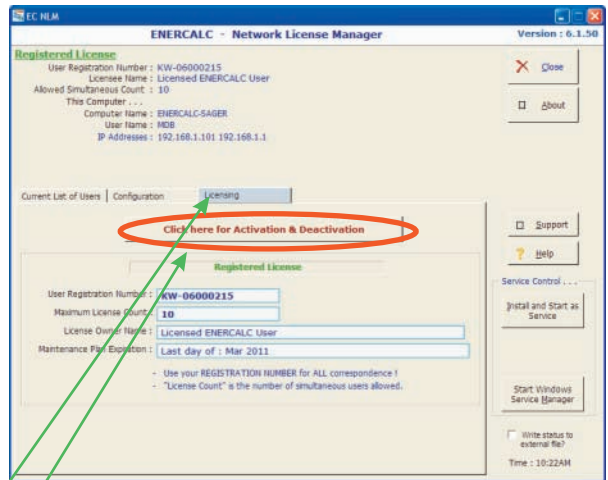 EC NLM
ENERCALC - Network License Manager
Version : 6.1.50
Registered License
User Registration Number : KW-06000215
Licensee Name : Licensed ENERCALC User
Allowed Simultaneous Count : 10
This Computer . . .
Computer Name : ENERCALC-SAGER
User Name : MDB
IP Addresses : 192.168.1.101 192.168.1.1
Close
About
Current List of Users
Configuration
Licensing
Click here for Activation & Deactivation
Registered License
User Registration Number : KW-06000215
Maximum License Count : 10
License Owner Name : Licensed ENERCALC User
Maintenance Plan Expiration : Last day of : Mar 2011
- Use your REGISTRATION NUMBER for ALL correspondence !
- "License Count" is the number of simultaneous users allowed.
Support
Help
Service Control . . .
Install and Start as
Service
Start Windows
Service Manager
Write status to
external file?
Time : 10:22AM